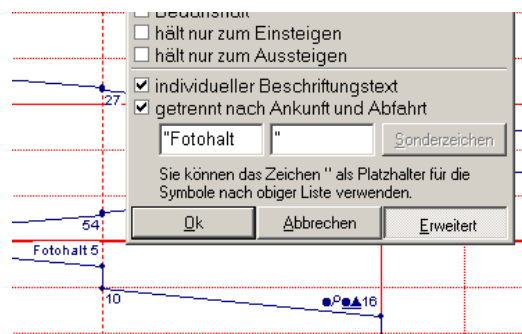 Bedarfshalt
hält nur zum Einsteigen
hält nur zum Aussteigen
individueller Beschriftungstext
27
getrennt nach Ankunft und Abfahrt
"Fotohalt " Sonderzeichen
Sie können das Zeichen " als Platzhalter für die
Symbole nach obiger Liste verwenden.
54
Ok Abbrechen Erweitert
Fotohalt 5
10
16